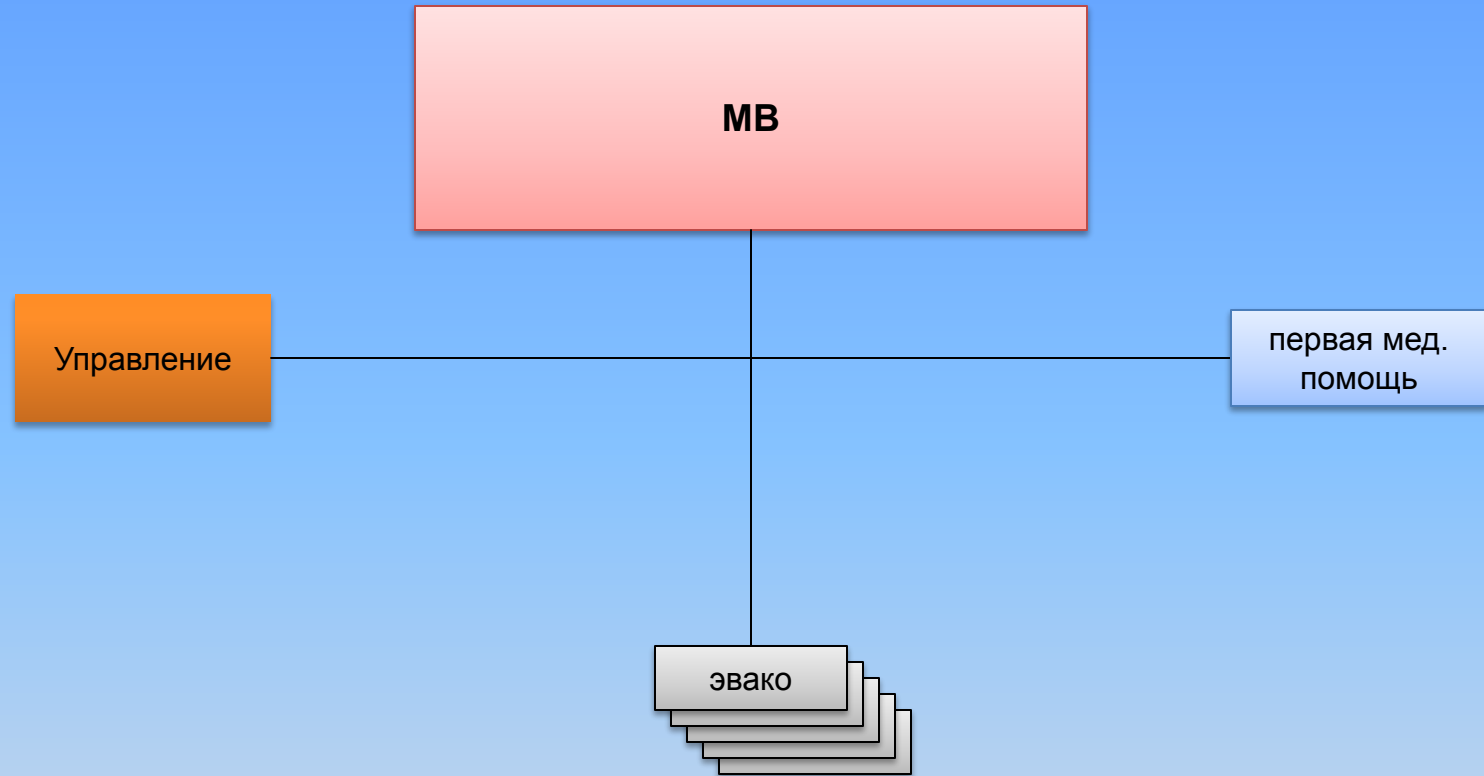 МВ
Управление
первая мед.
помощь
эвако